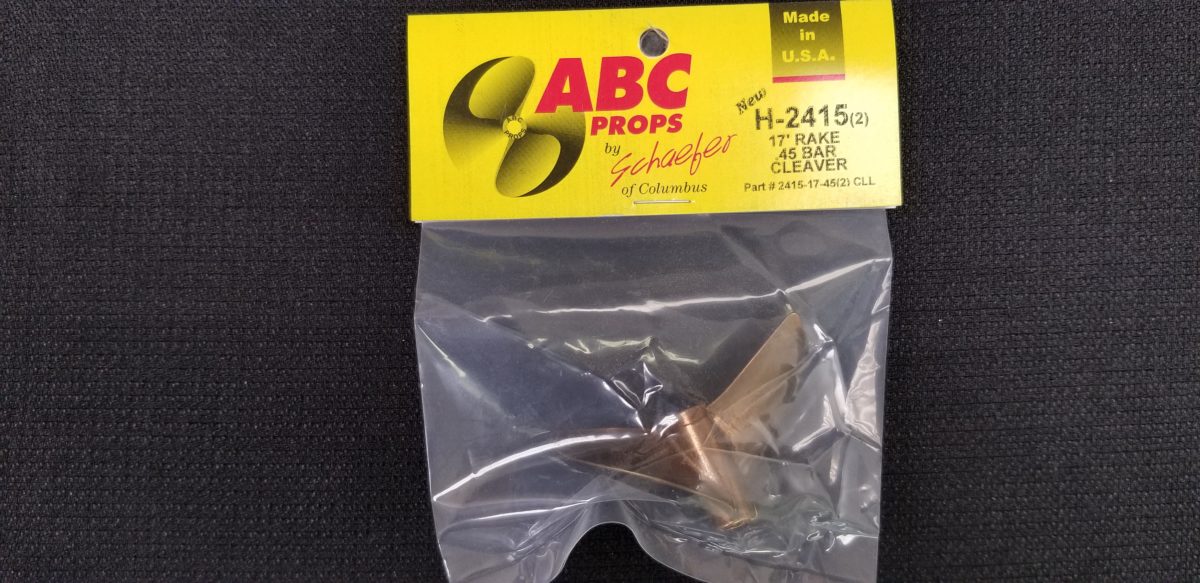 ABC
PROPS
by Schaefer
of Columbus
Made
in
U.S.A.
New
H-2415(2)
17' RAKE
.45 BAR
CLEAVER
Part # 2415-17-45(2) CLL